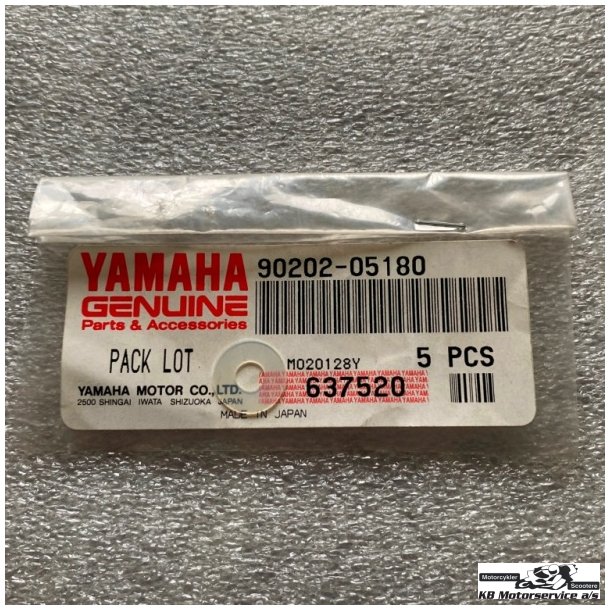 YAMAHA
GENUINE
Parts & Accessories
90202-05180
PACK LOT
M020128Y
5 PCS
YAMAHA MOTOR CO., LTD.
637520
2500 SHINGAI IWATA SHIZUOKA JAPAN
MADE IN JAPAN
Motorcykler
Scootere
KB Motorservice a/s